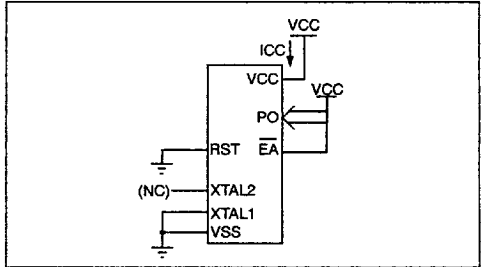 VCC
ICC
VCC
VCC
PO
RST
EA
(NC)
XTAL2
XTAL1
VSS